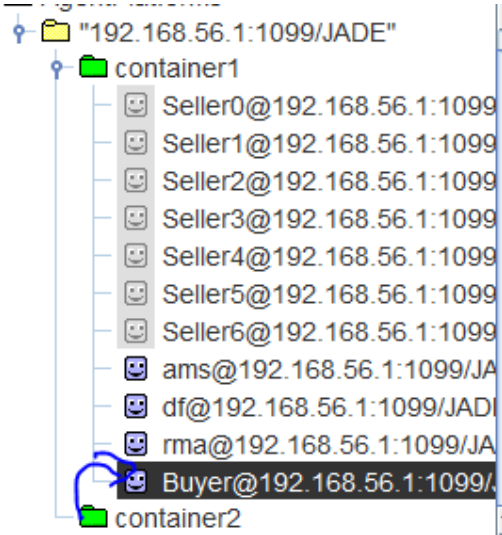 "192.168.56.1:1099/JADE"
container1
Seller0@192.168.56.1:1099
Seller1@192.168.56.1:1099
Seller2@192.168.56.1:1099
Seller3@192.168.56.1:1099
Seller4@192.168.56.1:1099
Seller5@192.168.56.1:1099
Seller6@192.168.56.1:1099
ams@192.168.56.1:1099/JA
df@192.168.56.1:1099/JAD
rma@192.168.56.1:1099/JA
Buyer@192.168.56.1:1099/
container2